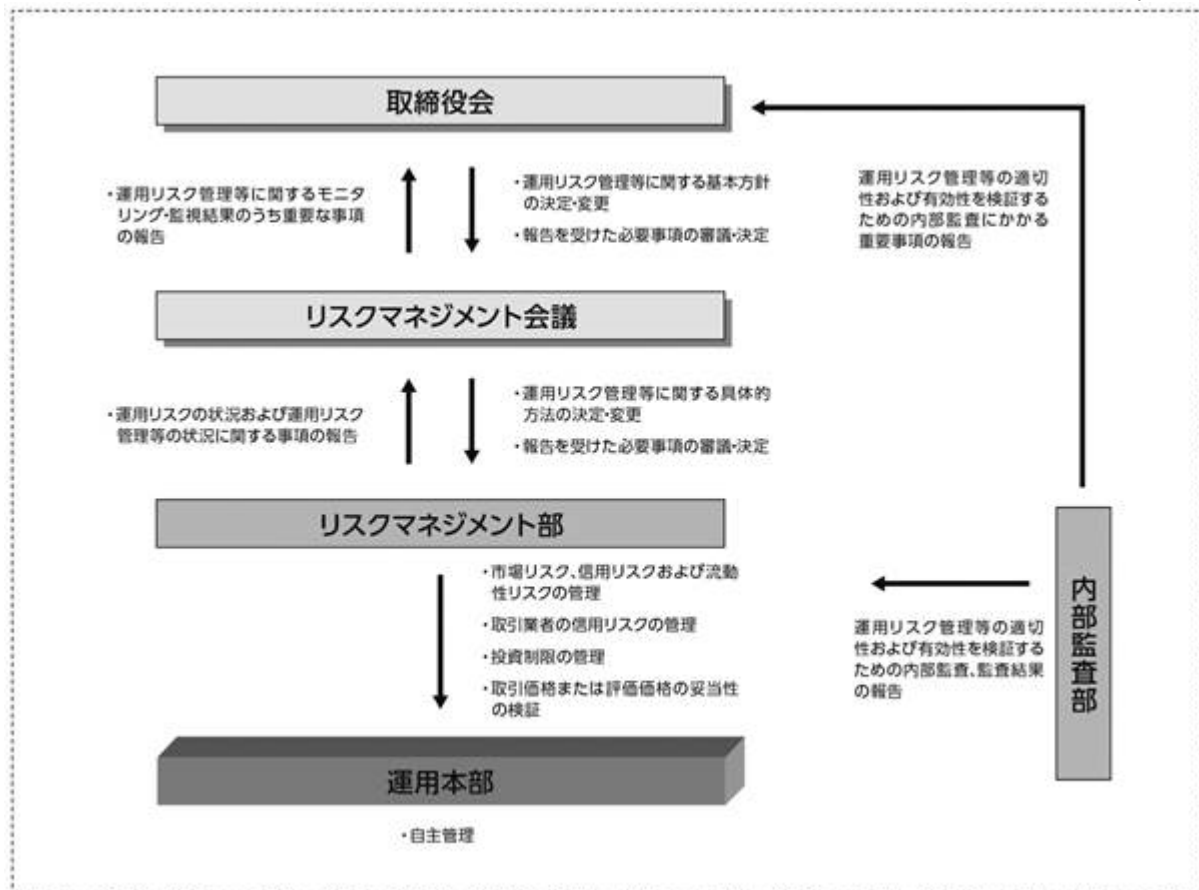 取締役会
・運用リスク管理等に関するモニタ
リング・監視結果のうち重要な事項
の報告
・運用リスク管理等に関する基本方針
の決定・変更
・報告を受けた必要事項の審議・決定
運用リスク管理等の適切
性および有効性を検証す
るための内部監査にかかる
重要事項の報告
リスクマネジメント会議
・運用リスクの状況および運用リスク
管理等の状況に関する事項の報告
・運用リスク管理等に関する具体的
方法の決定・変更
・報告を受けた必要事項の審議・決定
リスクマネジメント部
・市場リスク、信用リスクおよび流動
性リスクの管理
・取引業者の信用リスクの管理
・投資制限の管理
・取引価格または評価価格の妥当性
の検証
運用リスク管理等の適切
性および有効性を検証する
ための内部監査、監査結果
の報告
内部監査部
運用本部
・自主管理